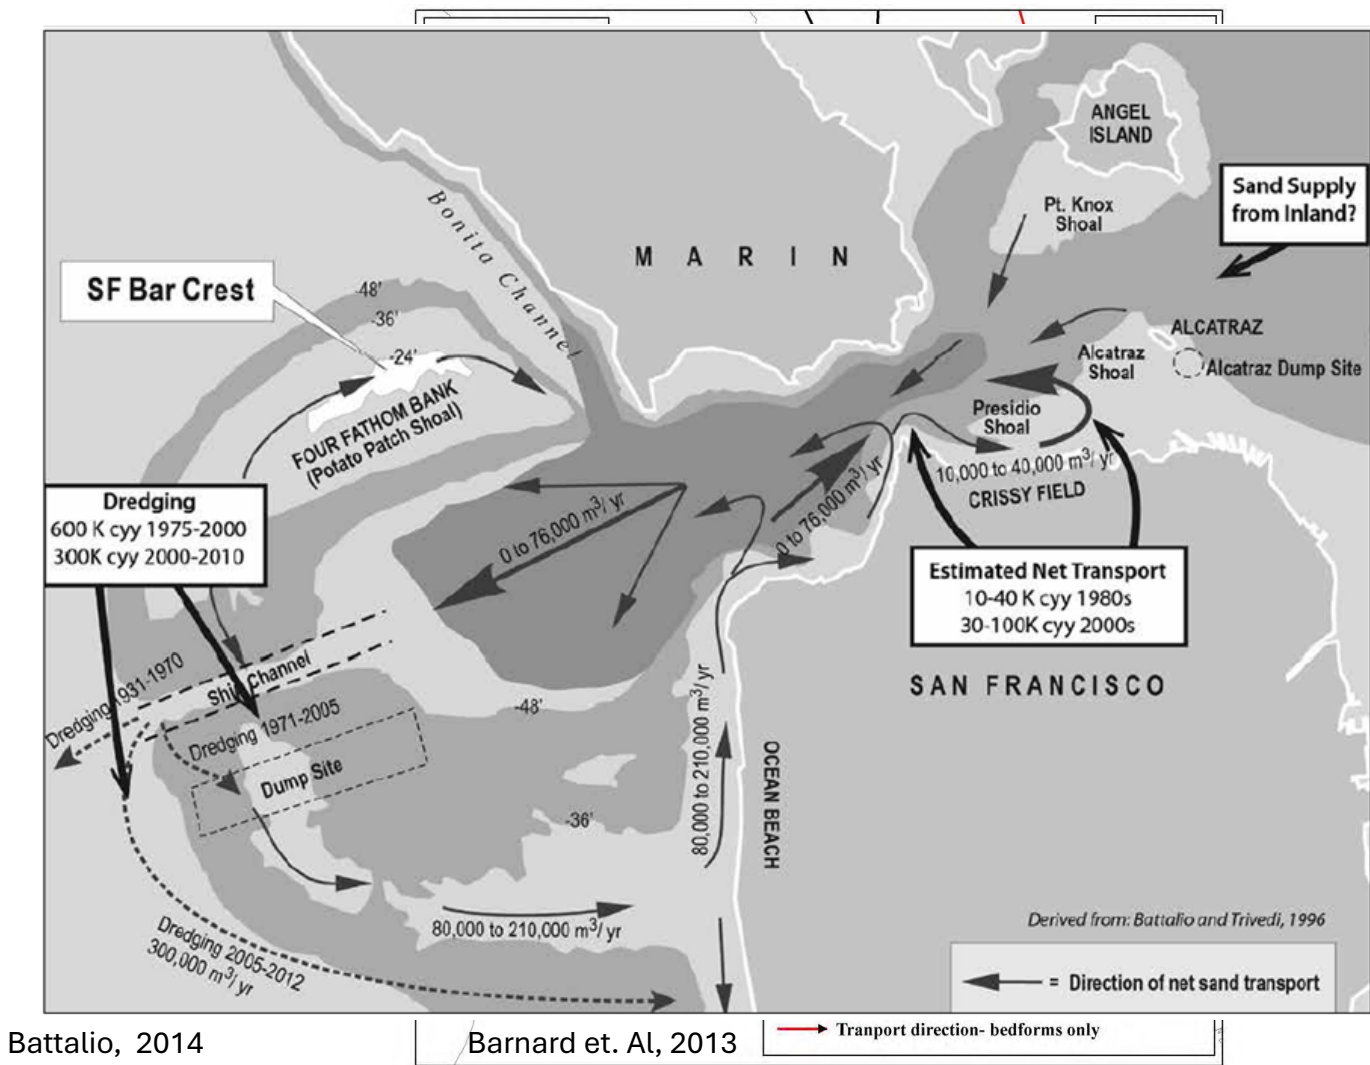 ANGEL
ISLAND
Sand Supply
from Inland?
Pt. Knox
Shoal
Bonita Channel
MARIN
SF Bar Crest
-48'
-36'
-24'
ALCATRAZ
Alcatraz
Shoal
Alcatraz Dump Site
FOUR FATHOM BANK
(Potato Patch Shoal)
Presidio
Shoal
10,000 to 40,000 m³/ yr
CRISSY FIELD
Dredging
600 K cyy 1975-2000
300K cyy 2000-2010
0 to 76,000 m³/ yr
0 to 76,000 m³/ yr
Estimated Net Transport
10-40 K cyy 1980s
30-100K cyy 2000s
SAN FRANCISCO
Dredging 1931-1970
Ship Channel
-48'
Dredging 1971-2005
Dump Site
80,000 to 210,000 m³/ yr
OCEAN BEACH
-36'
80,000 to 210,000 m³/ yr
Dredging 2005-2012
300,000 m³/ yr
Derived from: Battalio and Trivedi, 1996
= Direction of net sand transport
Battalio, 2014
Barnard et. Al, 2013
Tranport direction- bedforms only